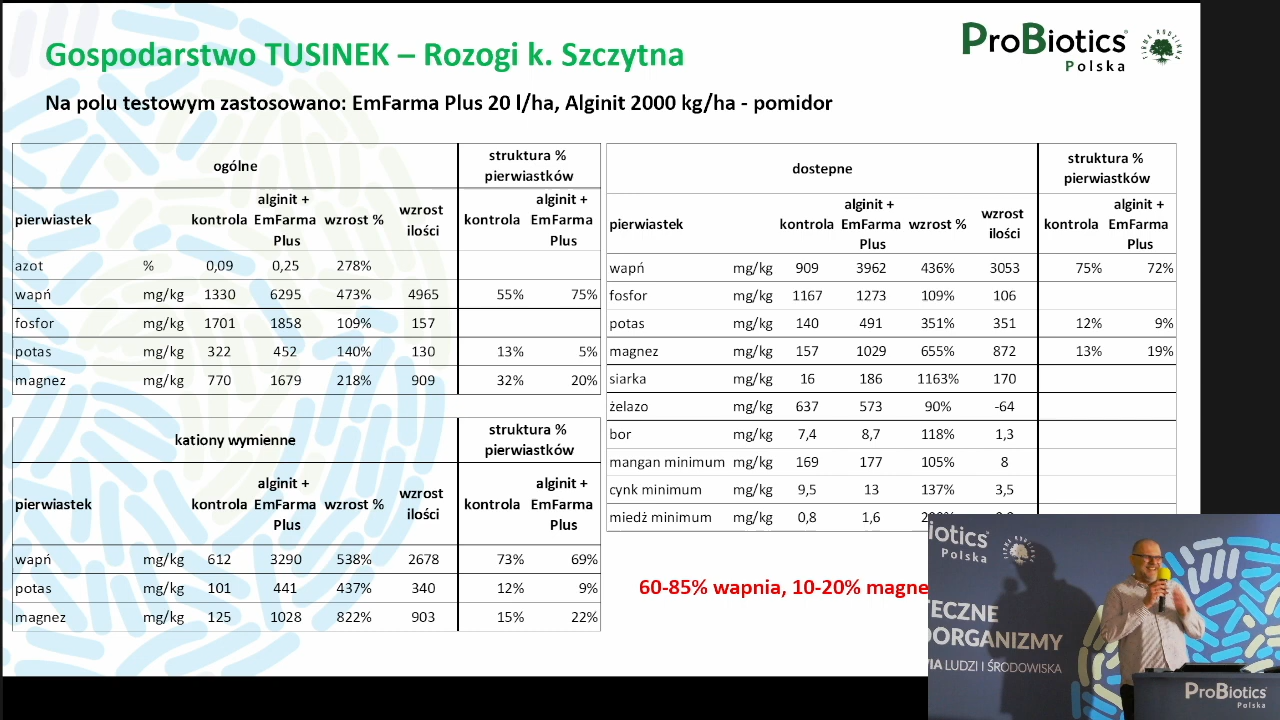 Gospodarstwo TUSINEK – Rozogi k. Szczytna
ProBiotics
Polska
Na polu testowym zastosowano: EmFarma Plus 20 l/ha, Alginit 2000 kg/ha - pomidor
ogólne struktura % pierwiastków
pierwiastek kontrola alginit + EmFarma Plus wzrost % wzrost ilości kontrola alginit + EmFarma Plus
azot % 0,09 0,25 278%
wapń mg/kg 1330 6295 473% 4965 55% 75%
fosfor mg/kg 1701 1858 109% 157
potas mg/kg 322 452 140% 130 13% 5%
magnez mg/kg 770 1679 218% 909 32% 20%
kationy wymienne struktura % pierwiastków
pierwiastek kontrola alginit + EmFarma Plus wzrost % wzrost ilości kontrola alginit + EmFarma Plus
wapń mg/kg 612 3290 538% 2678 73% 69%
potas mg/kg 101 441 437% 340 12% 9%
magnez mg/kg 125 1028 822% 903 15% 22%
dostepne struktura % pierwiastków
pierwiastek kontrola alginit + EmFarma Plus wzrost % wzrost ilości kontrola alginit + EmFarma Plus
wapń mg/kg 909 3962 436% 3053 75% 72%
fosfor mg/kg 1167 1273 109% 106
potas mg/kg 140 491 351% 351 12% 9%
magnez mg/kg 157 1029 655% 872 13% 19%
siarka mg/kg 16 186 1163% 170
żelazo mg/kg 637 573 90% -64
bor mg/kg 7,4 8,7 118% 1,3
mangan minimum mg/kg 169 177 105% 8
cynk minimum mg/kg 9,5 13 137% 3,5
miedź minimum mg/kg 0,8 1,6
60-85% wapnia, 10-20% magne
iotics
Polska
TECZNE
OORGANIZMY
WIA LUDZI I ŚRODOWISKA
ProBiotics
Polska